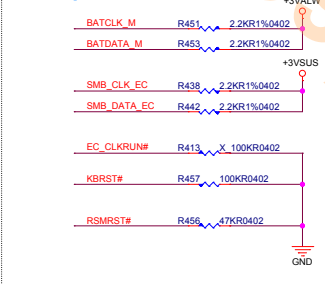 +3VALW
BATCLK_M R451 2.2KR1%0402
BATDATA_M R453 2.2KR1%0402
+3VSUS
SMB_CLK_EC R438 2.2KR1%0402
SMB_DATA_EC R442 2.2KR1%0402
EC_CLKRUN# R413 X_100KR0402
KBRST# R457 100KR0402
RSMRST# R456 47KR0402
GND